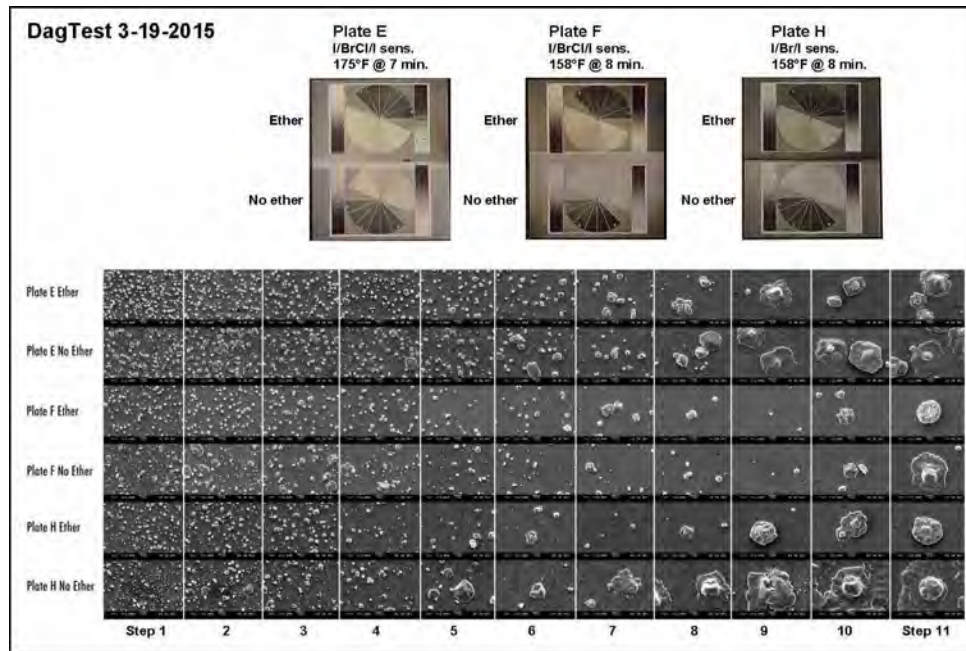 DagTest 3-19-2015
Plate E
I/BrCl/I sens.
175°F @ 7 min.
Plate F
I/BrCl/I sens.
158°F @ 8 min.
Plate H
I/Br/I sens.
158°F @ 8 min.
Ether
Ether
Ether
No ether
No ether
No ether
Plate E Ether
Plate E No Ether
Plate F Ether
Plate F No Ether
Plate H Ether
Plate H No Ether
Step 1 2 3 4 5 6 7 8 9 10 Step 11